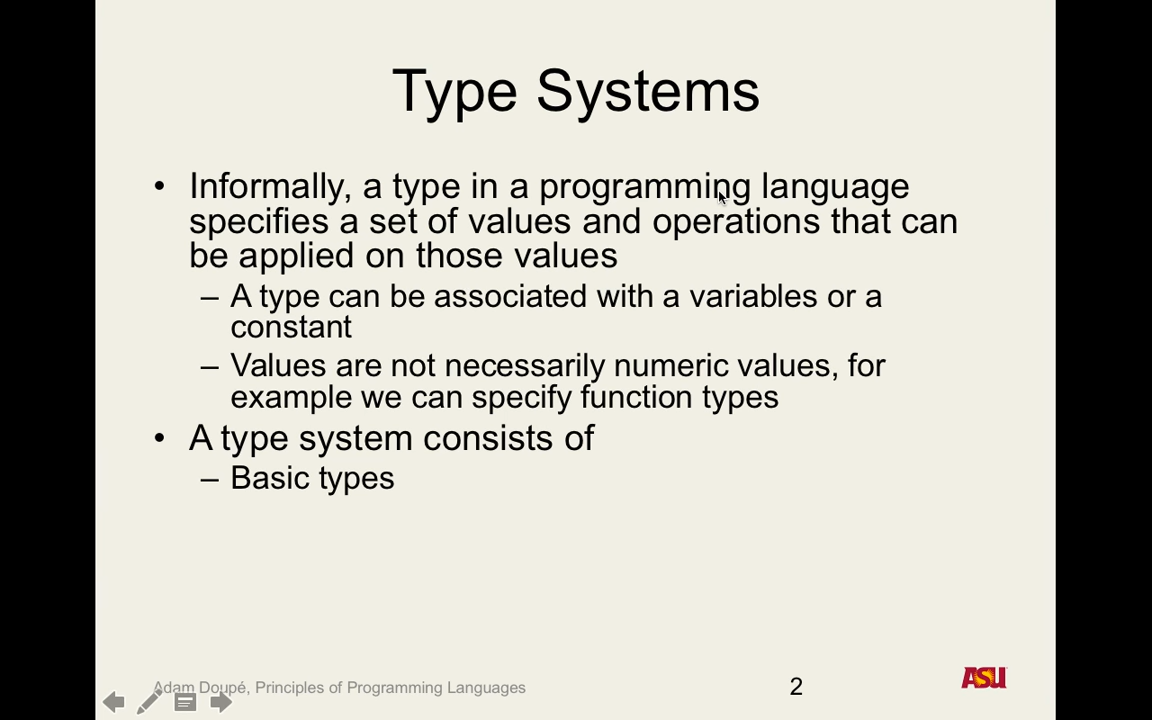 Type Systems
• Informally, a type in a programming language
specifies a set of values and operations that can
be applied on those values
– A type can be associated with a variables or a
constant
– Values are not necessarily numeric values, for
example we can specify function types
• A type system consists of
– Basic types
Adam Doupé, Principles of Programming Languages
2
ASU